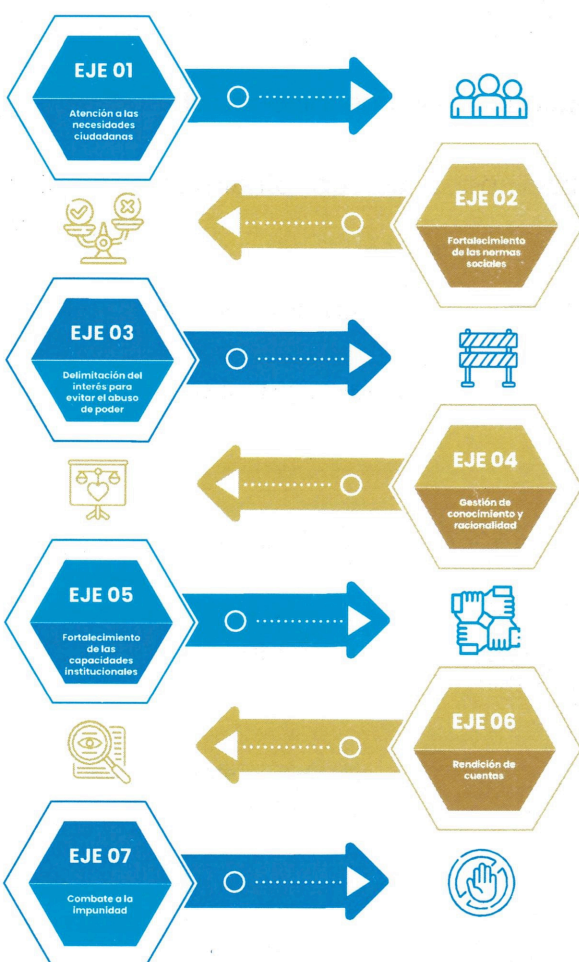 EJE 01
Atención a las
necesidades
ciudadanas
EJE 02
Fortalecimiento
de las normas
sociales
EJE 03
Delimitación del
interés para
evitar el abuso
de poder
EJE 04
Gestión de
conocimiento y
racionalidad
EJE 05
Fortalecimiento
de las
capacidades
institucionales
EJE 06
Rendición de
cuentas
EJE 07
Combate a la
impunidad